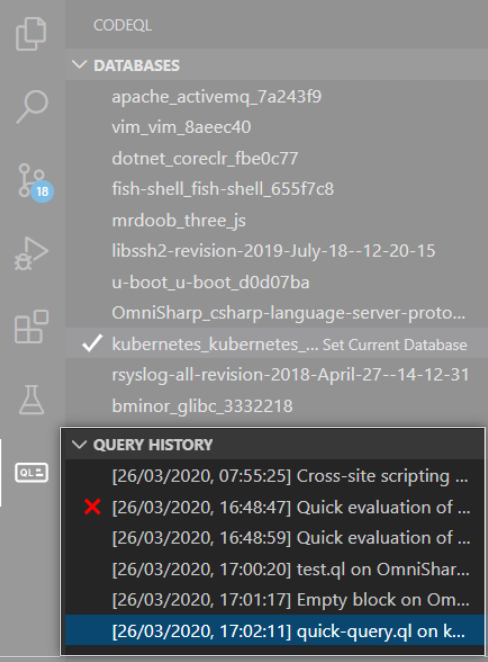 CODEQL
DATABASES
apache_activemq_7a243f9
vim_vim_8aeec40
dotnet_coreclr_fbe0c77
fish-shell_fish-shell_655f7c8
mrdoob_three_js
18
libssh2-revision-2019-July-18--12-20-15
u-boot_u-boot_d0d07ba
OmniSharp_csharp-language-server-proto...
kubernetes_kubernetes_... Set Current Database
rsyslog-all-revision-2018-April-27--14-12-31
bminor_glibc_3332218
QUERY HISTORY
QL
[26/03/2020, 07:55:25] Cross-site scripting ...
[26/03/2020, 16:48:47] Quick evaluation of ...
[26/03/2020, 16:48:59] Quick evaluation of ...
[26/03/2020, 17:00:20] test.ql on OmniShar...
[26/03/2020, 17:01:17] Empty block on Om...
[26/03/2020, 17:02:11] quick-query.ql on k...